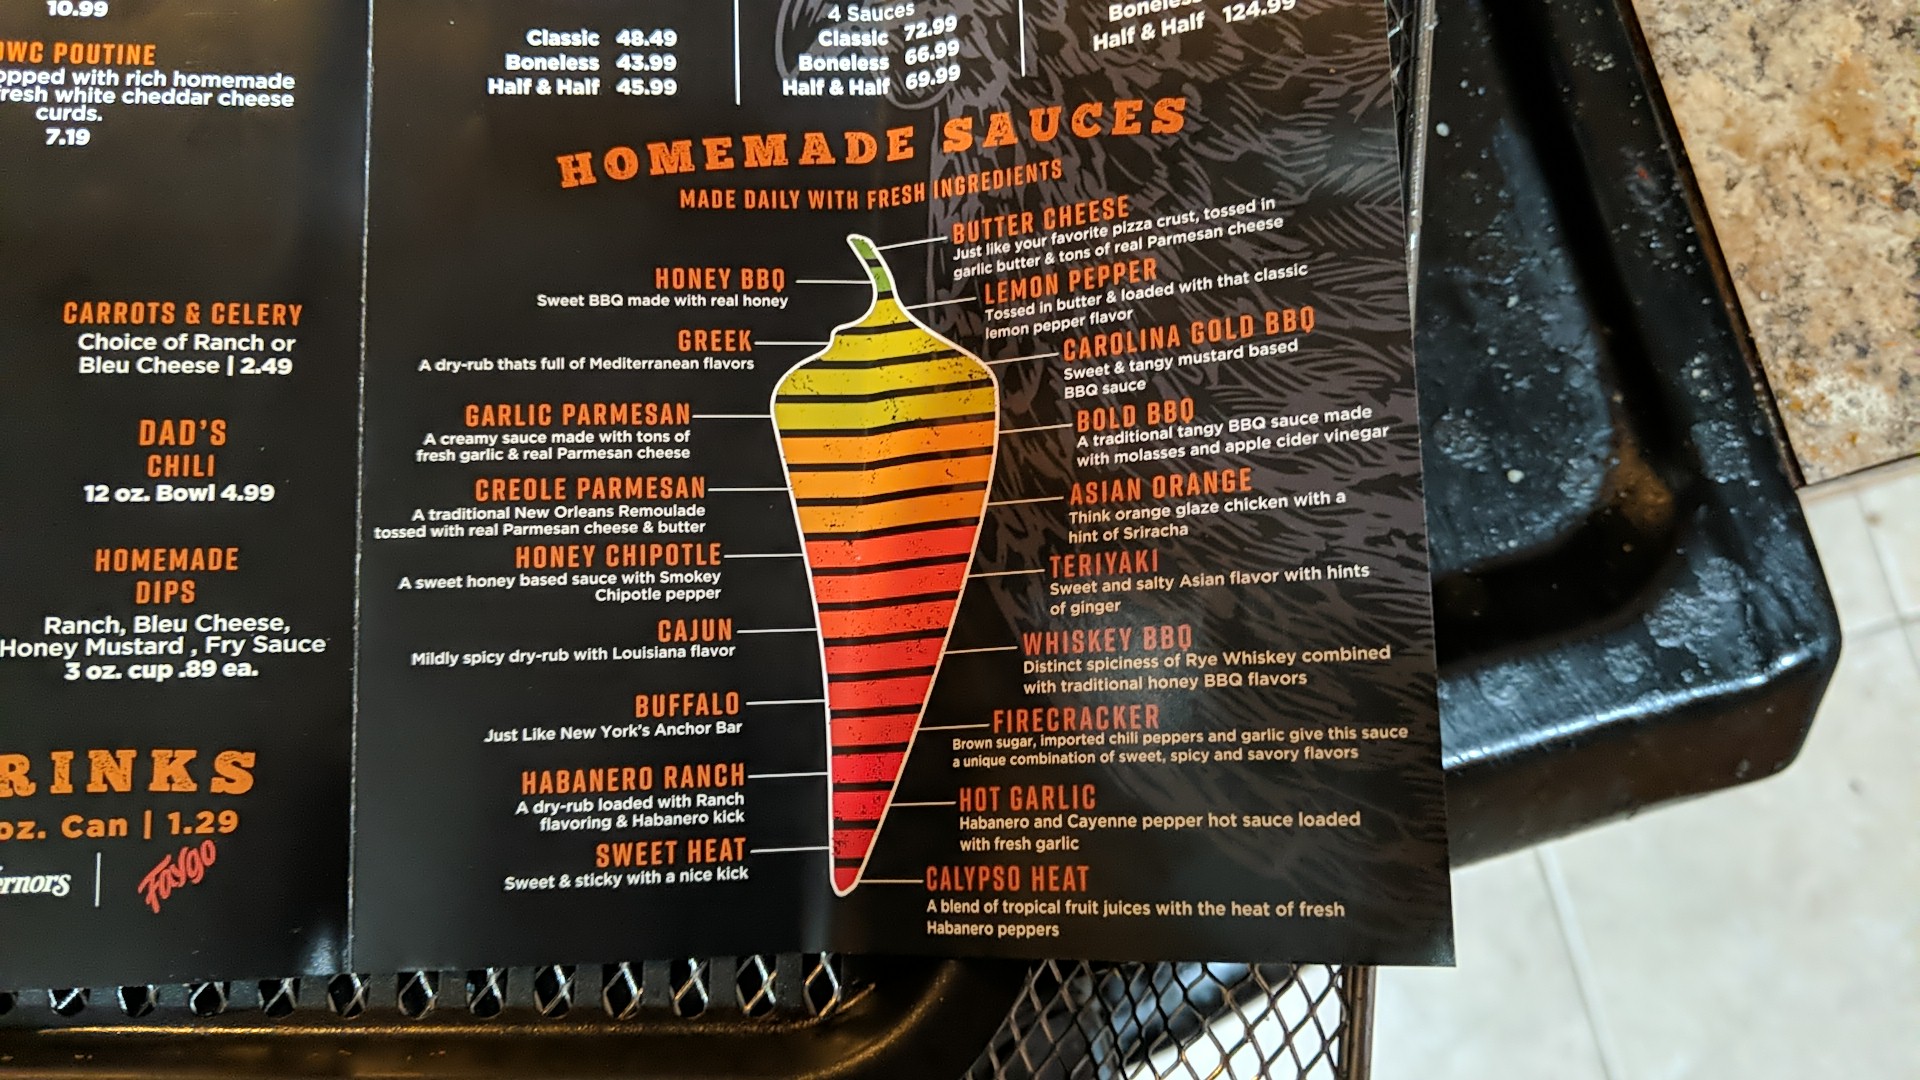 10.99
POUTINE
with rich homemade
fresh white cheddar cheese
curds.
7.19
CARROTS & CELERY
Choice of Ranch or
Bleu Cheese | 2.49
DAD'S
CHILI
12 oz. Bowl 4.99
HOMEMADE
DIPS
Ranch, Bleu Cheese,
Honey Mustard , Fry Sauce
3 oz. cup .89 ea.
RINKS
oz. Can | 1.29
ernors
Faygo
Classic 48.49
Boneless 43.99
Half & Half 45.99
4 Sauces
Classic 72.99
Boneless 66.99
Half & Half 69.99
Boneless
Half & Half 124.99
HOMEMADE SAUCES
MADE DAILY WITH FRESH INGREDIENTS
HONEY BBQ
Sweet BBQ made with real honey
GREEK
A dry-rub thats full of Mediterranean flavors
GARLIC PARMESAN
A creamy sauce made with tons of
fresh garlic & real Parmesan cheese
CREOLE PARMESAN
A traditional New Orleans Remoulade
tossed with real Parmesan cheese & butter
HONEY CHIPOTLE
A sweet honey based sauce with Smokey
Chipotle pepper
CAJUN
Mildly spicy dry-rub with Louisiana flavor
BUFFALO
Just Like New York's Anchor Bar
HABANERO RANCH
A dry-rub loaded with Ranch
flavoring & Habanero kick
SWEET HEAT
Sweet & sticky with a nice kick
BUTTER CHEESE
Just like your favorite pizza crust, tossed in
garlic butter & tons of real Parmesan cheese
LEMON PEPPER
Tossed in butter & loaded with that classic
lemon pepper flavor
CAROLINA GOLD BBQ
Sweet & tangy mustard based
BBQ sauce
BOLD BBQ
A traditional tangy BBQ sauce made
with molasses and apple cider vinegar
ASIAN ORANGE
Think orange glaze chicken with a
hint of Sriracha
TERIYAKI
Sweet and salty Asian flavor with hints
of ginger
WHISKEY BBQ
Distinct spiciness of Rye Whiskey combined
with traditional honey BBQ flavors
FIRECRACKER
Brown sugar, imported chili peppers and garlic give this sauce
a unique combination of sweet, spicy and savory flavors
HOT GARLIC
Habanero and Cayenne pepper hot sauce loaded
with fresh garlic
CALYPSO HEAT
A blend of tropical fruit juices with the heat of fresh
Habanero peppers